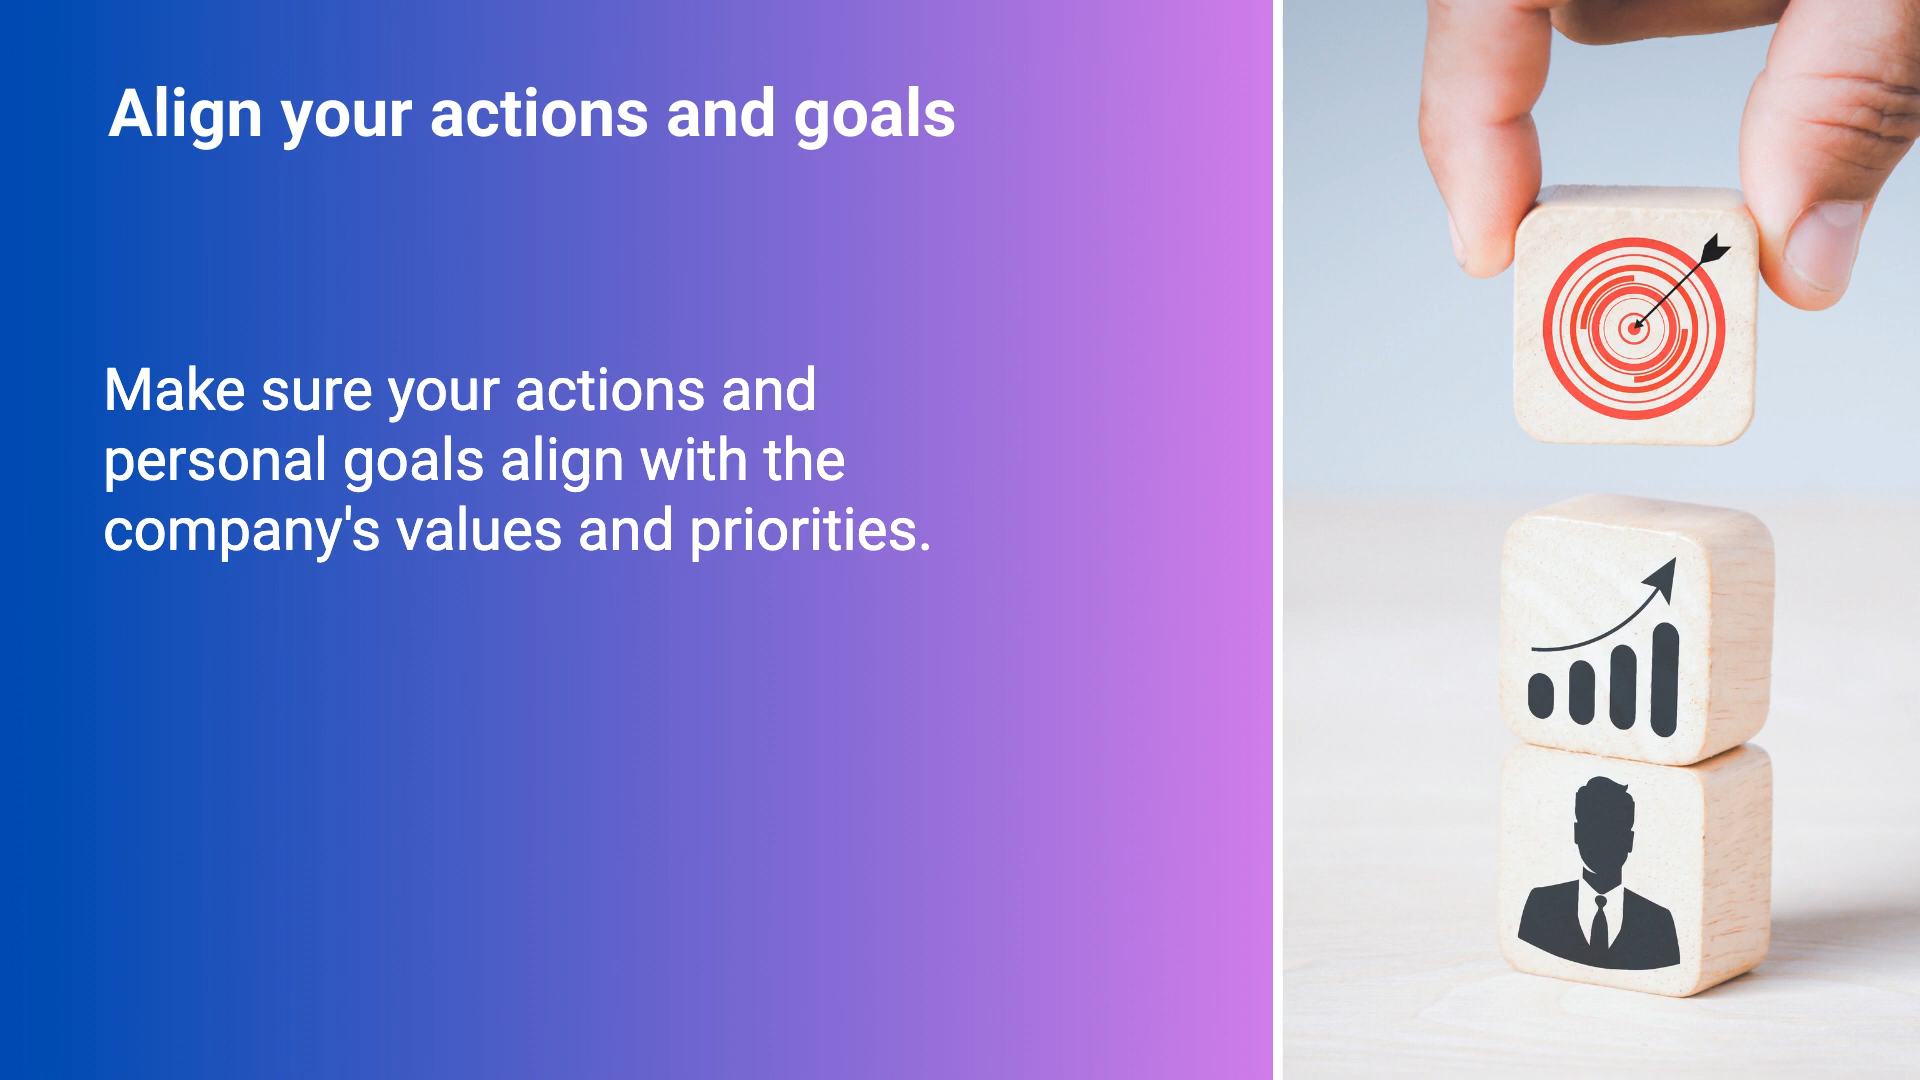 Align your actions and goals
Make sure your actions and
personal goals align with the
company's values and priorities.